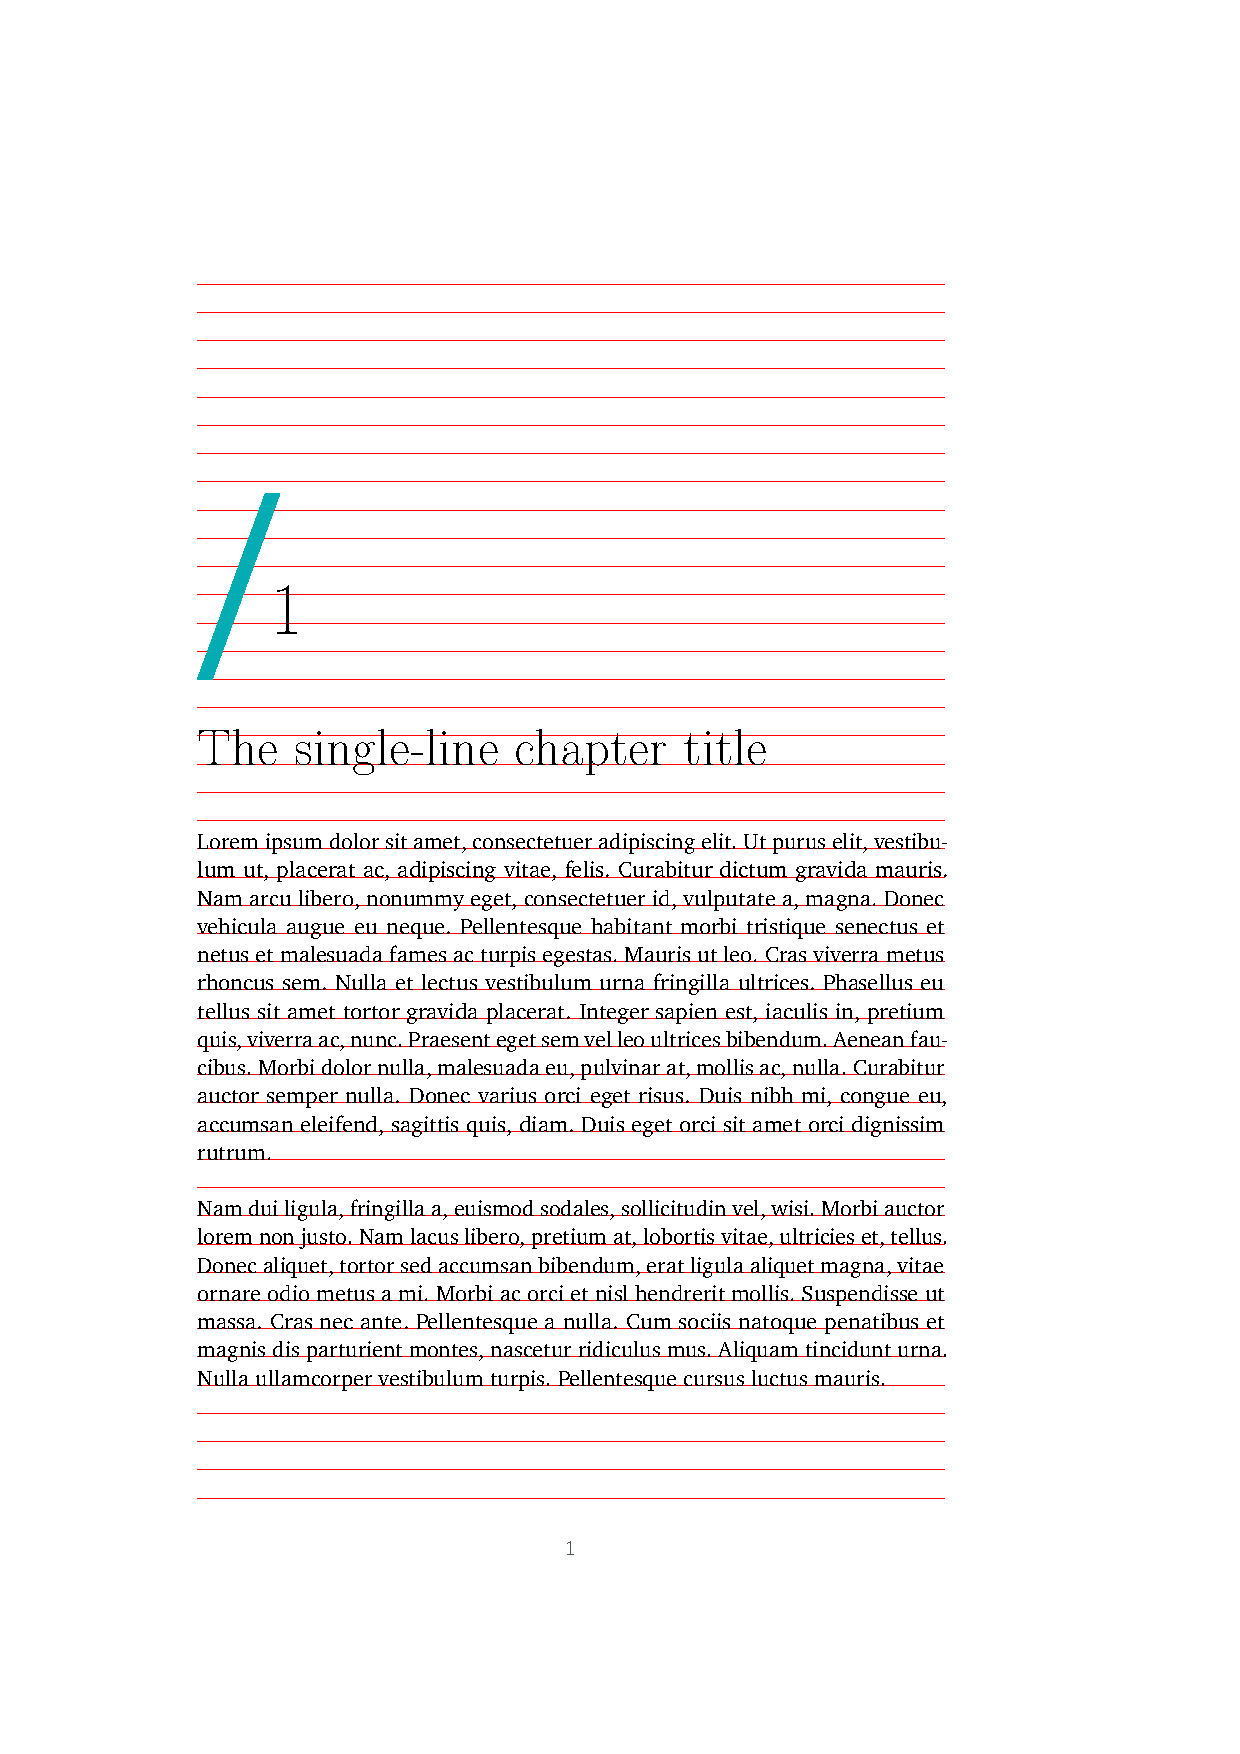 1
The single-line chapter title
Lorem ipsum dolor sit amet, consectetuer adipiscing elit. Ut purus elit, vestibu-
lum ut, placerat ac, adipiscing vitae, felis. Curabitur dictum gravida mauris.
Nam arcu libero, nonummy eget, consectetuer id, vulputate a, magna. Donec
vehicula augue eu neque. Pellentesque habitant morbi tristique senectus et
netus et malesuada fames ac turpis egestas. Mauris ut leo. Cras viverra metus
rhoncus sem. Nulla et lectus vestibulum urna fringilla ultrices. Phasellus eu
tellus sit amet tortor gravida placerat. Integer sapien est, iaculis in, pretium
quis, viverra ac, nunc. Praesent eget sem vel leo ultrices bibendum. Aenean fau-
cibus. Morbi dolor nulla, malesuada eu, pulvinar at, mollis ac, nulla. Curabitur
auctor semper nulla. Donec varius orci eget risus. Duis nibh mi, congue eu,
accumsan eleifend, sagittis quis, diam. Duis eget orci sit amet orci dignissim
rutrum.
Nam dui ligula, fringilla a, euismod sodales, sollicitudin vel, wisi. Morbi auctor
lorem non justo. Nam lacus libero, pretium at, lobortis vitae, ultricies et, tellus.
Donec aliquet, tortor sed accumsan bibendum, erat ligula aliquet magna, vitae
ornare odio metus a mi. Morbi ac orci et nisl hendrerit mollis. Suspendisse ut
massa. Cras nec ante. Pellentesque a nulla. Cum sociis natoque penatibus et
magnis dis parturient montes, nascetur ridiculus mus. Aliquam tincidunt urna.
Nulla ullamcorper vestibulum turpis. Pellentesque cursus luctus mauris.
1